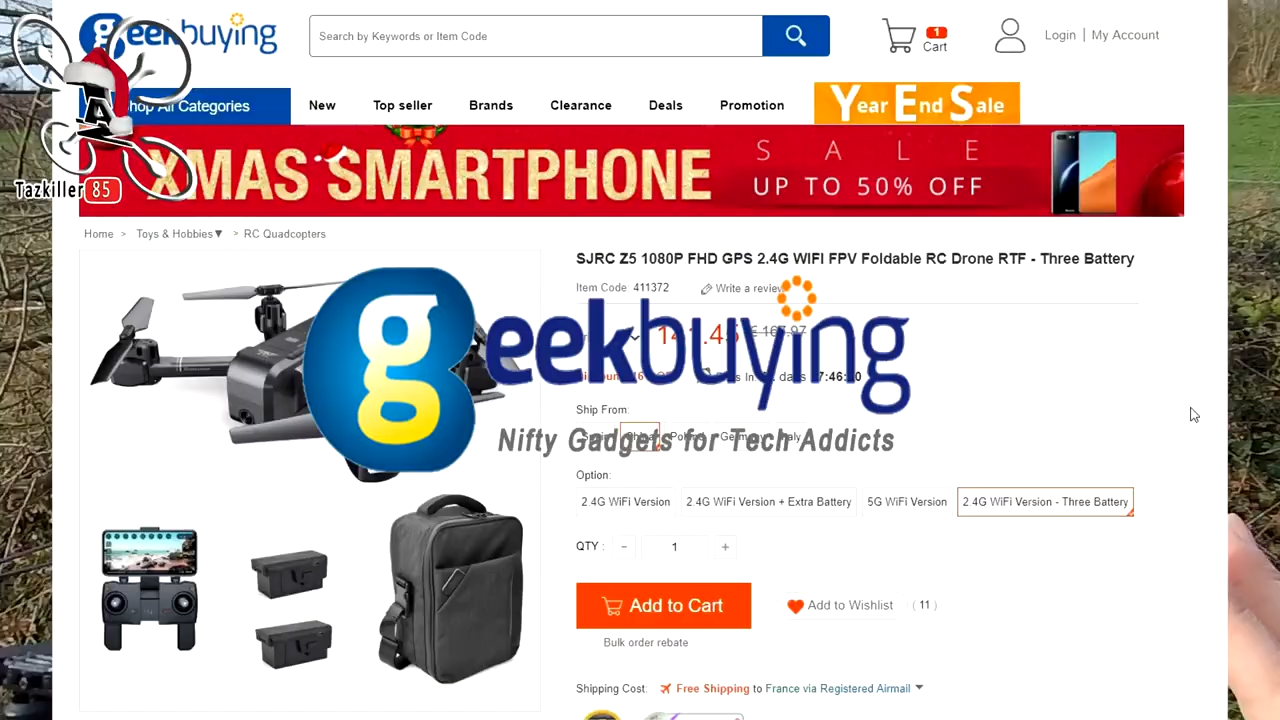 geekbuying
Search by Keywords or Item Code
1
Cart
Login | My Account
Shop All Categories
New
Top seller
Brands
Clearance
Deals
Promotion
Year End Sale
A
Tazkiller 85
XMAS SMARTPHONE
SALE
UP TO 50% OFF
Home > Toys & Hobbies▼ > RC Quadcopters
SJRC Z5 1080P FHD GPS 2.4G WIFI FPV Foldable RC Drone RTF - Three Battery
Item Code 411372
Write a review
geekbuying
Nifty Gadgets for Tech Addicts
Ship From:
Option:
2.4G WiFi Version
2.4G WiFi Version + Extra Battery
5G WiFi Version
2.4G WiFi Version - Three Battery
QTY : - 1 +
Add to Cart
Add to Wishlist ( 11 )
Bulk order rebate
Shipping Cost: Free Shipping to France via Registered Airmail